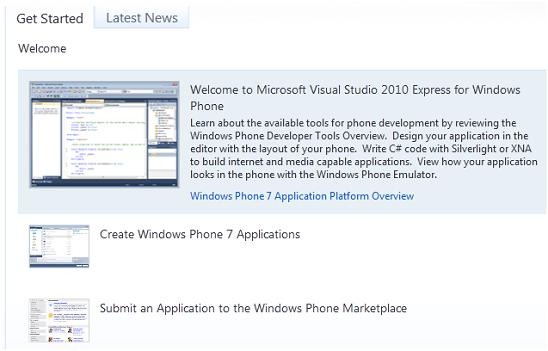 Get Started
Latest News
Welcome
Welcome to Microsoft Visual Studio 2010 Express for Windows
Phone
Learn about the available tools for phone development by reviewing the
Windows Phone Developer Tools Overview.  Design your application in the
editor with the layout of your phone.  Write C# code with Silverlight or XNA
to build internet and media capable applications.  View how your application
looks in the phone with the Windows Phone Emulator.
Windows Phone 7 Application Platform Overview
Create Windows Phone 7 Applications
Submit an Application to the Windows Phone Marketplace